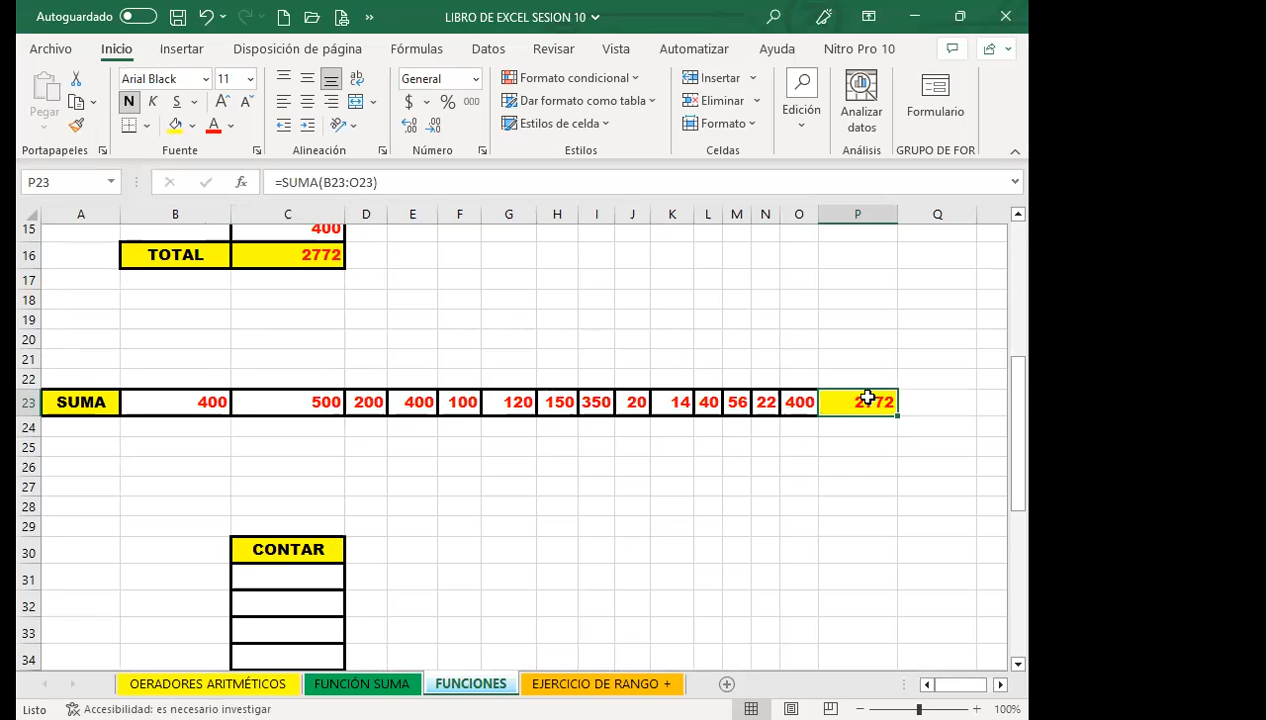 Autoguardado
LIBRO DE EXCEL SESION 10
Archivo Inicio Insertar Disposición de página Fórmulas Datos Revisar Vista Automatizar Ayuda Nitro Pro 10
Pegar
Arial Black 11
General
N K S
$ % 000
Formato condicional
Dar formato como tabla
Estilos de celda
Insertar
Eliminar
Formato
Edición
Analizar datos
Formulario
Portapapeles Fuente Alineación Número Estilos Celdas Análisis GRUPO DE FOR
P23 fx =SUMA(B23:O23)
A B C D E F G H I J K L M N O P Q
15 400
16 TOTAL 2772
17
18
19
20
21
22
23 SUMA 400 500 200 400 100 120 150 350 20 14 40 56 22 400 2772
24
25
26
27
28
29
30 CONTAR
31
32
33
34
OERADORES ARITMÉTICOS FUNCIÓN SUMA FUNCIONES EJERCICIO DE RANGO +
Listo Accesibilidad: es necesario investigar 100%